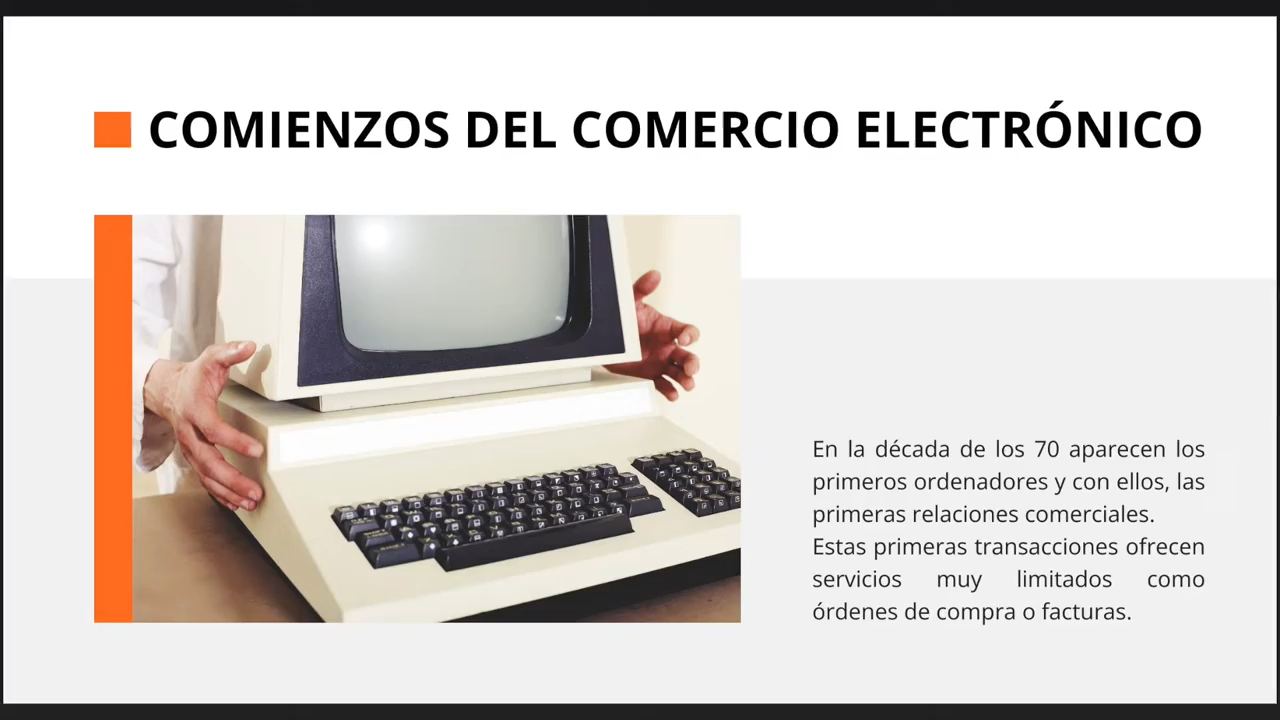 COMIENZOS DEL COMERCIO ELECTRÓNICO
En la década de los 70 aparecen los
primeros ordenadores y con ellos, las
primeras relaciones comerciales.
Estas primeras transacciones ofrecen
servicios muy limitados como
órdenes de compra o facturas.